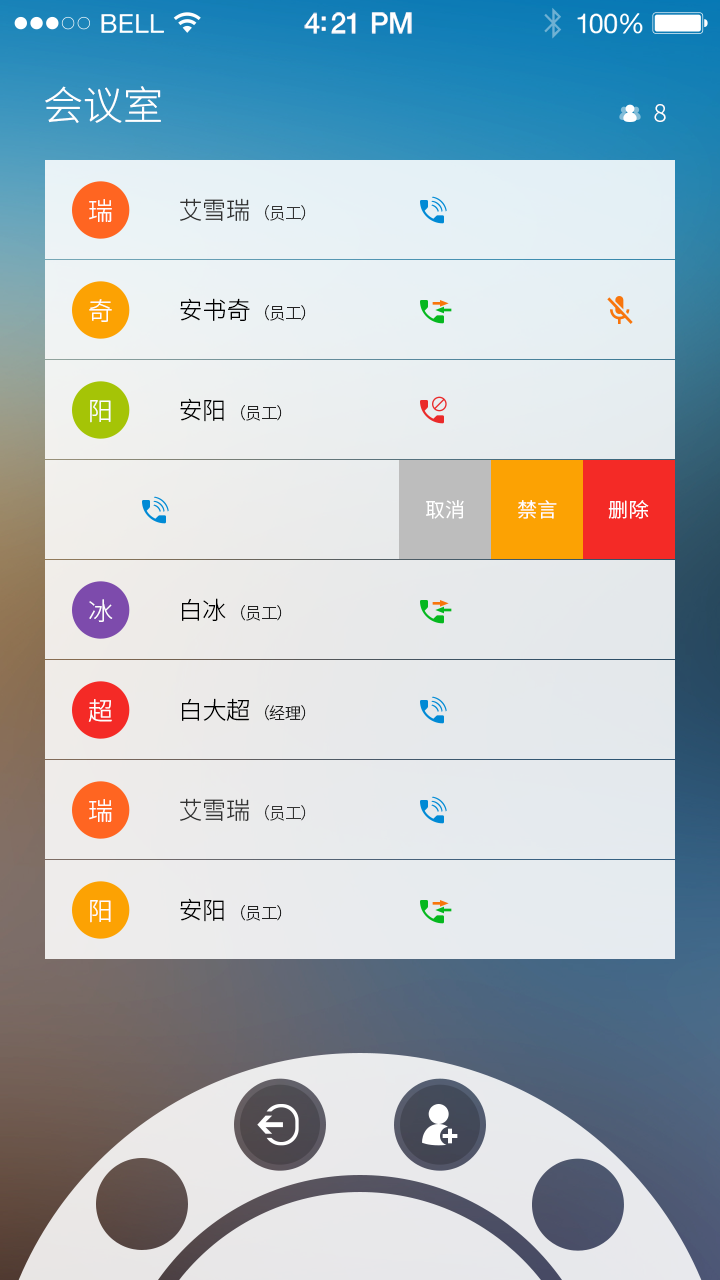 BELL 4:21 PM 100%
会议室 8
瑞 艾雪瑞（员工）
奇 安书奇（员工）
阳 安阳（员工）
取消 禁言 删除
冰 白冰（员工）
超 白大超（经理）
瑞 艾雪瑞（员工）
阳 安阳（员工）